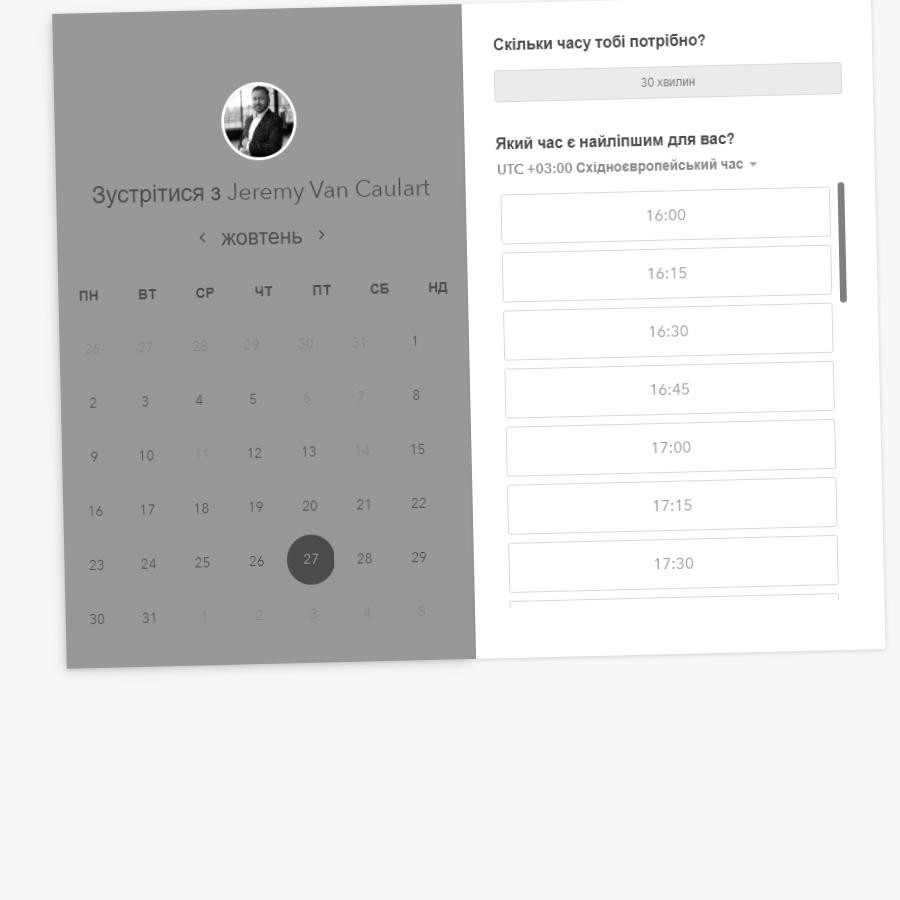 Зустрітися з Jeremy Van Caulart
‹ жовтень ›
ПН ВТ СР ЧТ ПТ СБ НД
26 27 28 29 30 31 1
2 3 4 5 6 7 8
9 10 11 12 13 14 15
16 17 18 19 20 21 22
23 24 25 26 27 28 29
30 31 1 2 3 4 5
Скільки часу тобі потрібно?
30 хвилин
Який час є найліпшим для вас?
UTC +03:00 Східноєвропейський час
16:00
16:15
16:30
16:45
17:00
17:15
17:30